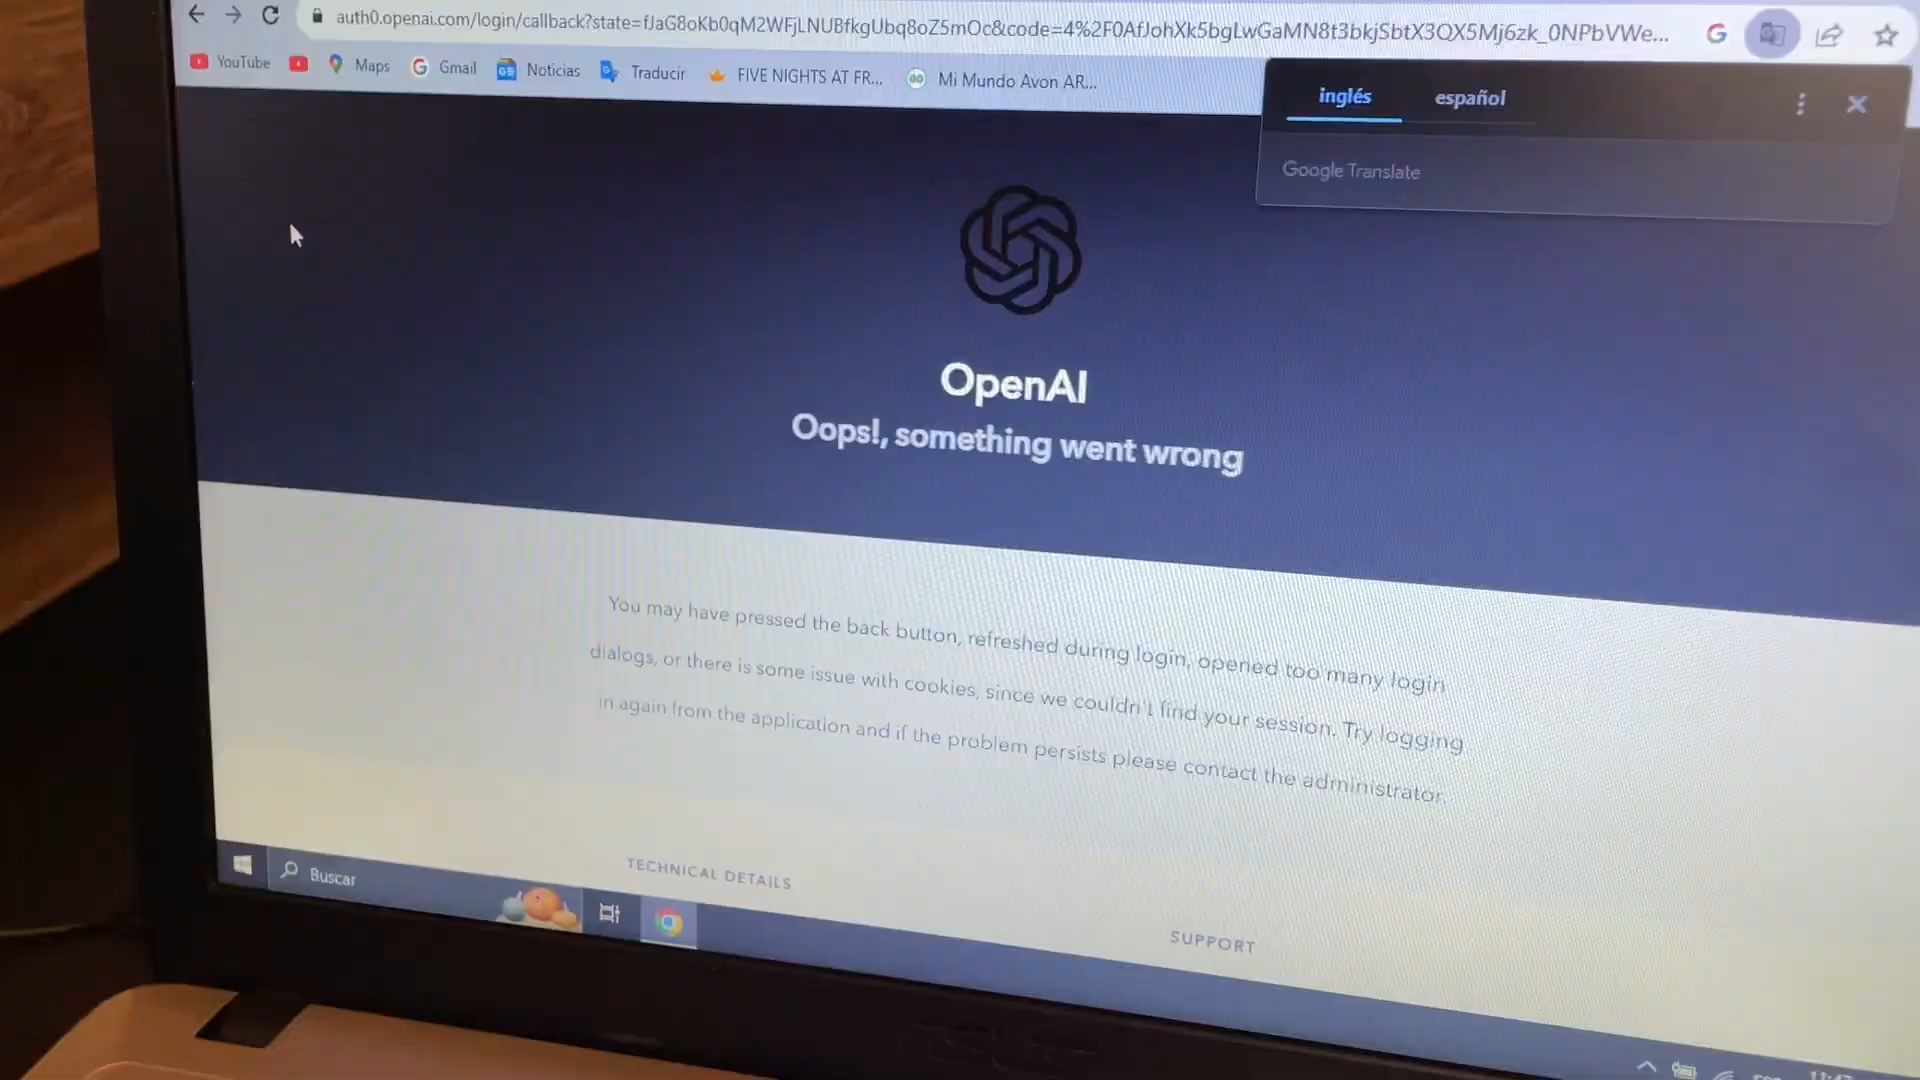 auth0.openai.com/login/callback?state=fJaG8oKb0qM2WFjLNUBfkgUbq8oZ5mOc&code=4%2F0AfJohXk5bgLwGaMN8t3bkjSbtX3QX5Mj6zk_0NPbVWe...
YouTube Maps Gmail Noticias Traducir FIVE NIGHTS AT FR... Mi Mundo Avon AR...
inglés español
Google Translate
OpenAI
Oops!, something went wrong
You may have pressed the back button, refreshed during login, opened too many login
dialogs, or there is some issue with cookies, since we couldn't find your session. Try logging
in again from the application and if the problem persists please contact the administrator.
TECHNICAL DETAILS
SUPPORT
Buscar